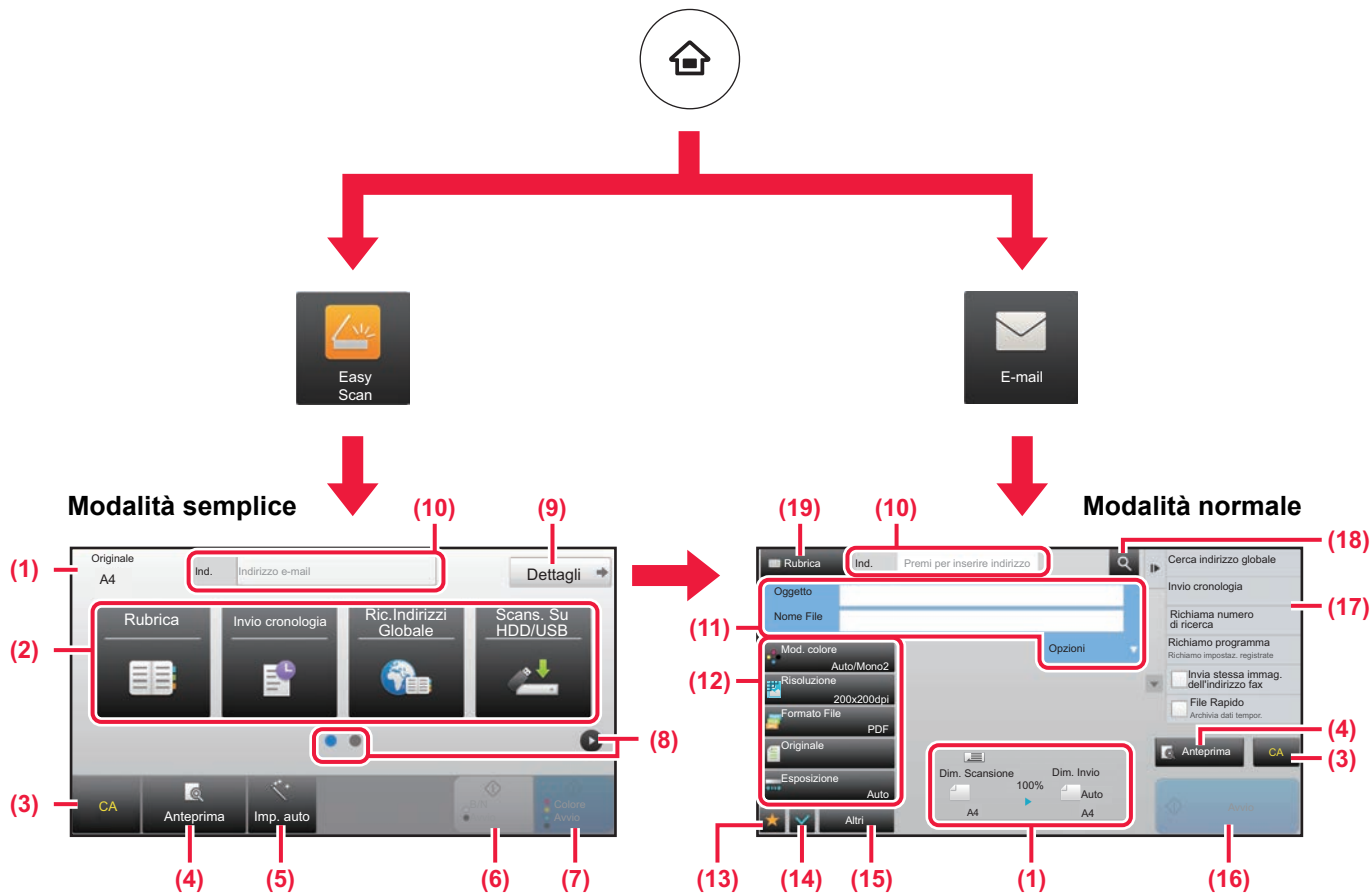 Easy
Scan
E-mail
Modalità semplice
(10)
(9)
(1)
Originale
A4
Ind.
Indirizzo e-mail
Dettagli
(2)
Rubrica
Invio cronologia
Ric.Indirizzi
Globale
Scans. Su
HDD/USB
(8)
(3)
CA
Anteprima
Imp. auto
B/N
Colore
Avvio
(4)
(5)
(6)
(7)
Modalità normale
(19)
(10)
(18)
Rubrica
Ind.
Premi per inserire indirizzo
Cerca indirizzo globale
Invio cronologia
(17)
Richiama numero
di ricerca
Richiamo programma
Richiamo impostaz. registrate
Invia stessa immag.
dell'indirizzo fax
File Rapido
Archivia dati tempor.
(11)
Oggetto
Nome File
Opzioni
(12)
Mod. colore
Auto/Mono2
Risoluzione
200x200dpi
Formato File
PDF
Originale
Esposizione
Auto
Dim. Scansione
100%
Dim. Invio
Auto
A4
A4
(4)
Anteprima
CA
(3)
Altri
(13)
(14)
(15)
(1)
(16)